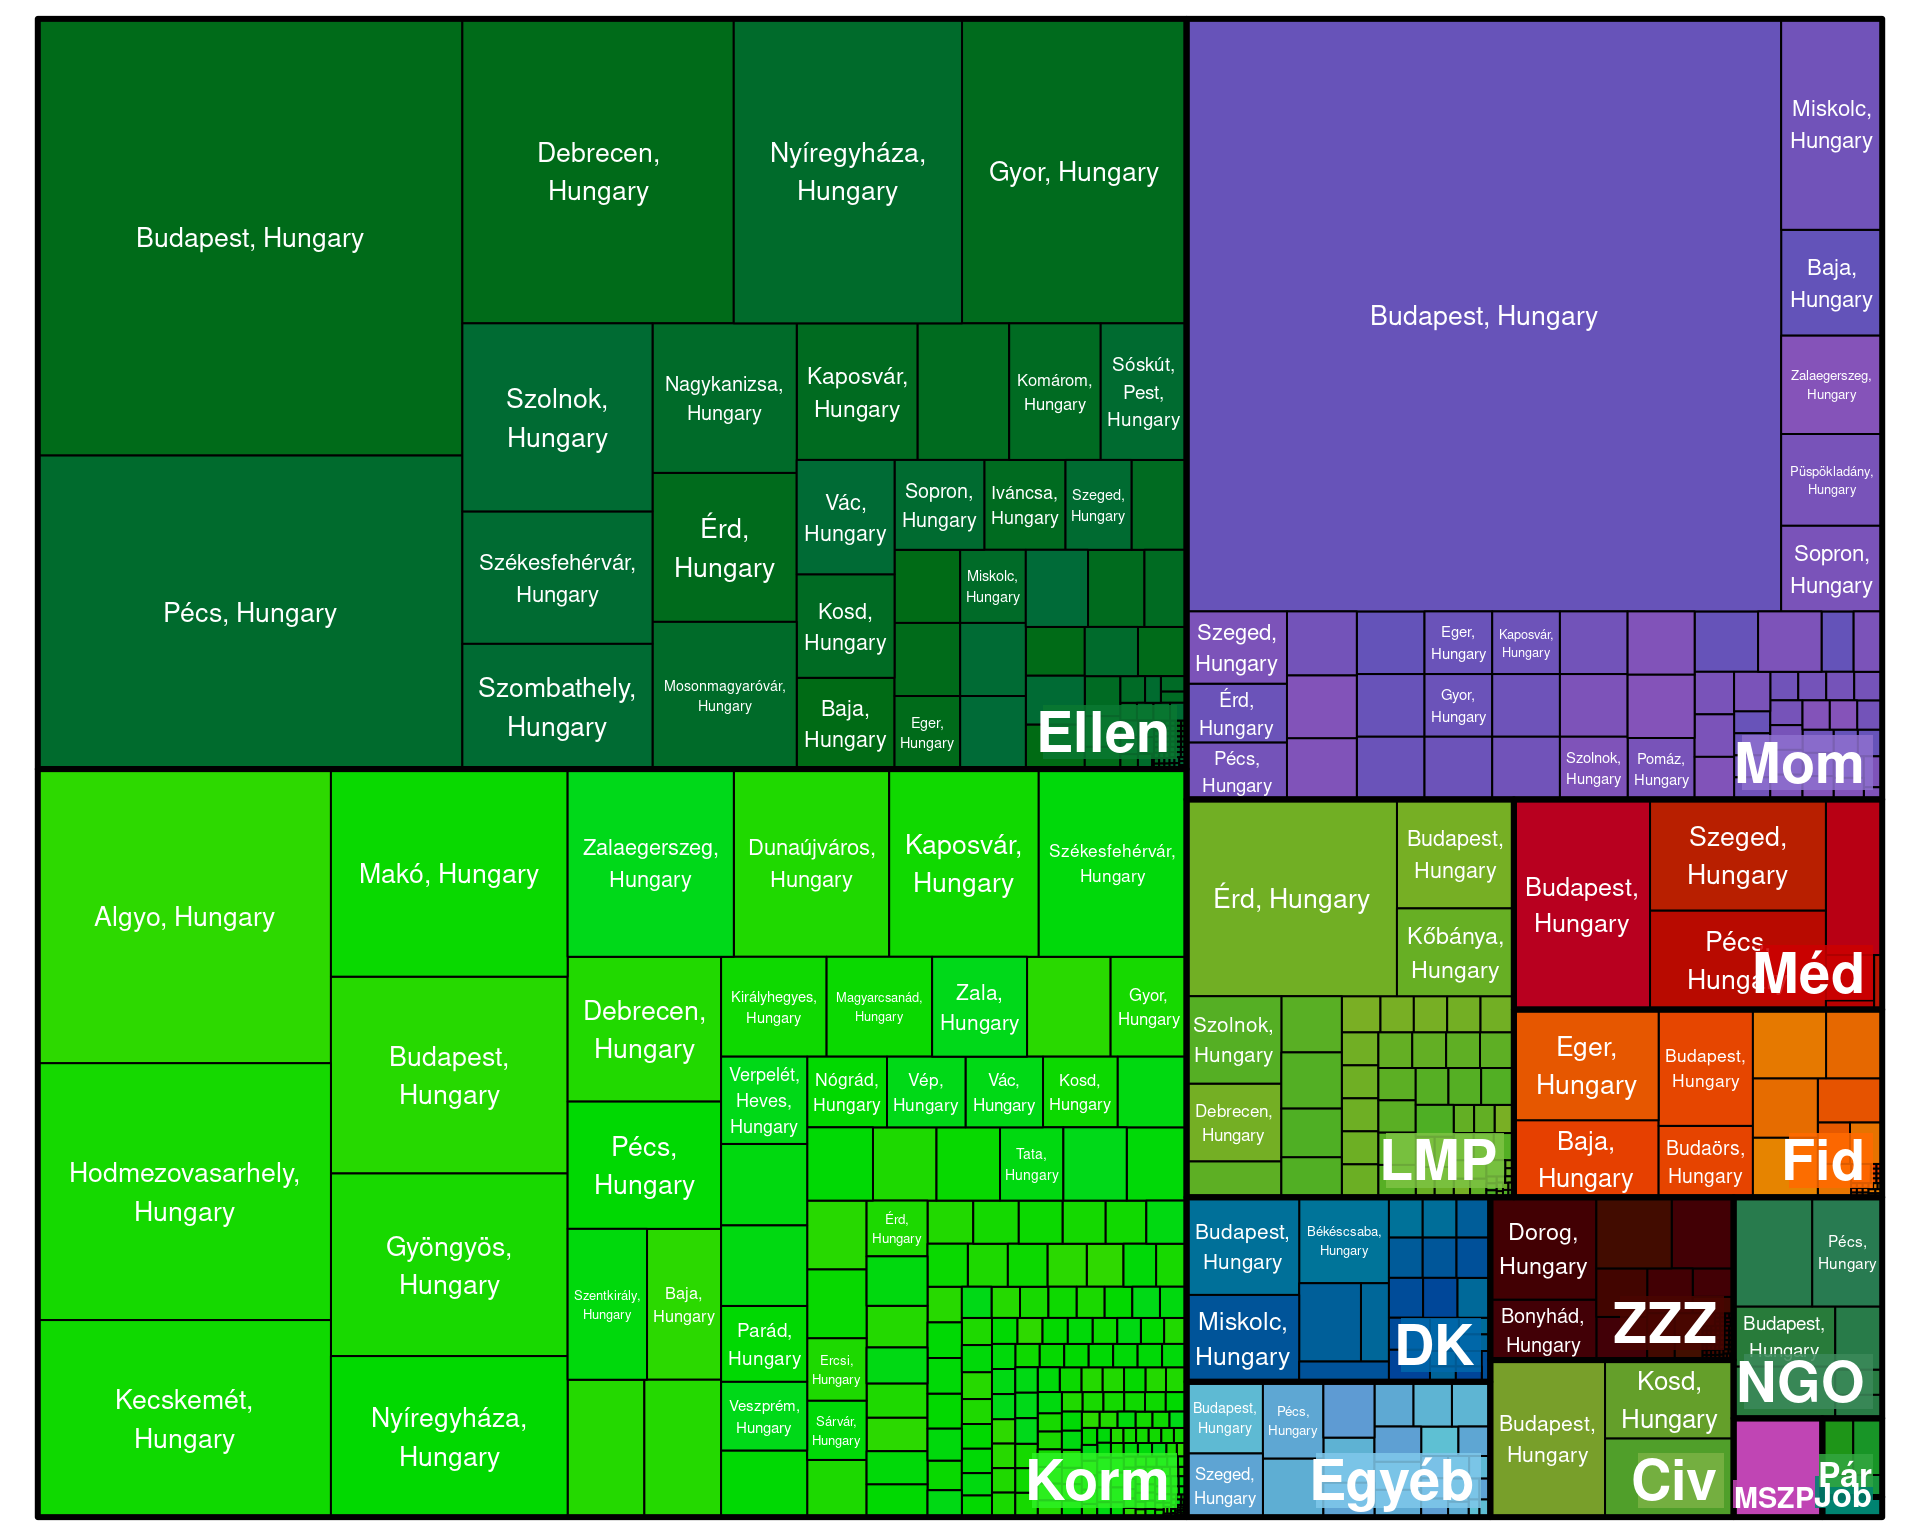 Budapest, Hungary
Debrecen,
Hungary
Nyíregyháza,
Hungary
Gyor, Hungary
Pécs, Hungary
Szolnok,
Hungary
Székesfehérvár,
Hungary
Szombathely,
Hungary
Nagykanizsa,
Hungary
Érd,
Hungary
Mosonmagyaróvár,
Hungary
Kaposvár,
Hungary
Komárom,
Hungary
Sóskút,
Pest,
Hungary
Vác,
Hungary
Sopron,
Hungary
Iváncsa,
Hungary
Szeged,
Hungary
Kosd,
Hungary
Miskolc,
Hungary
Baja,
Hungary
Eger,
Hungary
Ellen
Budapest, Hungary
Miskolc,
Hungary
Baja,
Hungary
Zalaegerszeg,
Hungary
Püspökladány,
Hungary
Sopron,
Hungary
Szeged,
Hungary
Érd,
Hungary
Pécs,
Hungary
Eger,
Hungary
Kaposvár,
Hungary
Gyor,
Hungary
Szolnok,
Hungary
Pomáz,
Hungary
Mom
Algyo, Hungary
Hodmezovasarhely,
Hungary
Kecskemét,
Hungary
Makó, Hungary
Budapest,
Hungary
Gyöngyös,
Hungary
Nyíregyháza,
Hungary
Zalaegerszeg,
Hungary
Dunaújváros,
Hungary
Kaposvár,
Hungary
Székesfehérvár,
Hungary
Debrecen,
Hungary
Pécs,
Hungary
Szentkirály,
Hungary
Baja,
Hungary
Királyhegyes,
Hungary
Magyarcsanád,
Hungary
Zala,
Hungary
Gyor,
Hungary
Verpelét,
Heves,
Hungary
Nógrád,
Hungary
Vép,
Hungary
Vác,
Hungary
Kosd,
Hungary
Tata,
Hungary
Érd,
Hungary
Parád,
Hungary
Ercsi,
Hungary
Veszprém,
Hungary
Sárvár,
Hungary
Korm
Érd, Hungary
Budapest,
Hungary
Kőbánya,
Hungary
Szolnok,
Hungary
Debrecen,
Hungary
LMP
Budapest,
Hungary
Szeged,
Hungary
Pécs,
Hungary
Méd
Eger,
Hungary
Baja,
Hungary
Budapest,
Hungary
Budaörs,
Hungary
Fid
Budapest,
Hungary
Békéscsaba,
Hungary
Miskolc,
Hungary
DK
Dorog,
Hungary
Bonyhád,
Hungary
ZZZ
Pécs,
Hungary
Budapest,
Hungary
NGO
Budapest,
Hungary
Pécs,
Hungary
Szeged,
Hungary
Egyéb
Budapest,
Hungary
Kosd,
Hungary
Civ
MSZP
Pár
Job